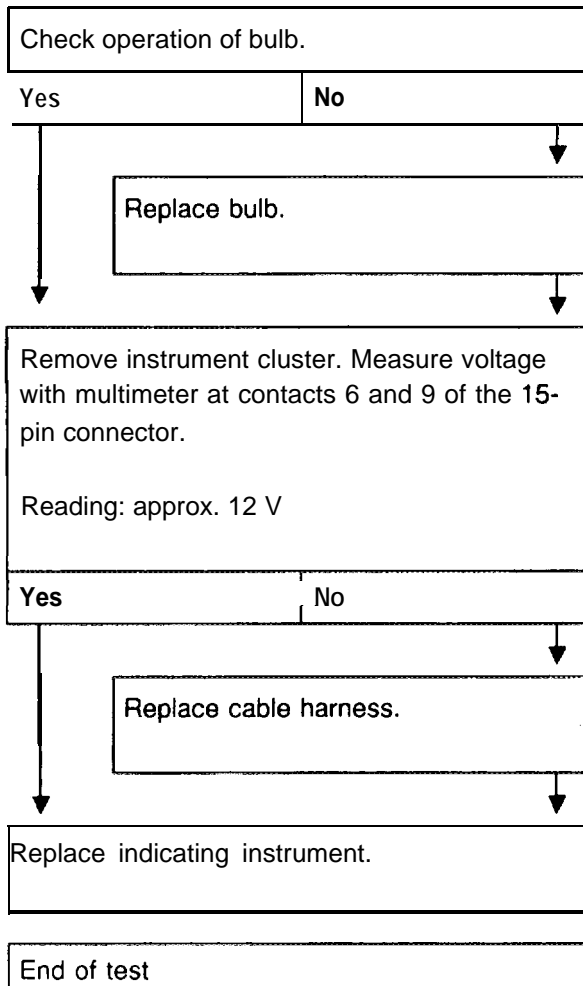 Check operation of bulb.
Yes
No
Replace bulb.
Remove instrument cluster. Measure voltage
with multimeter at contacts 6 and 9 of the 15-
pin connector.
Reading: approx. 12 V
Yes
No
Replace cable harness.
Replace indicating instrument.
End of test